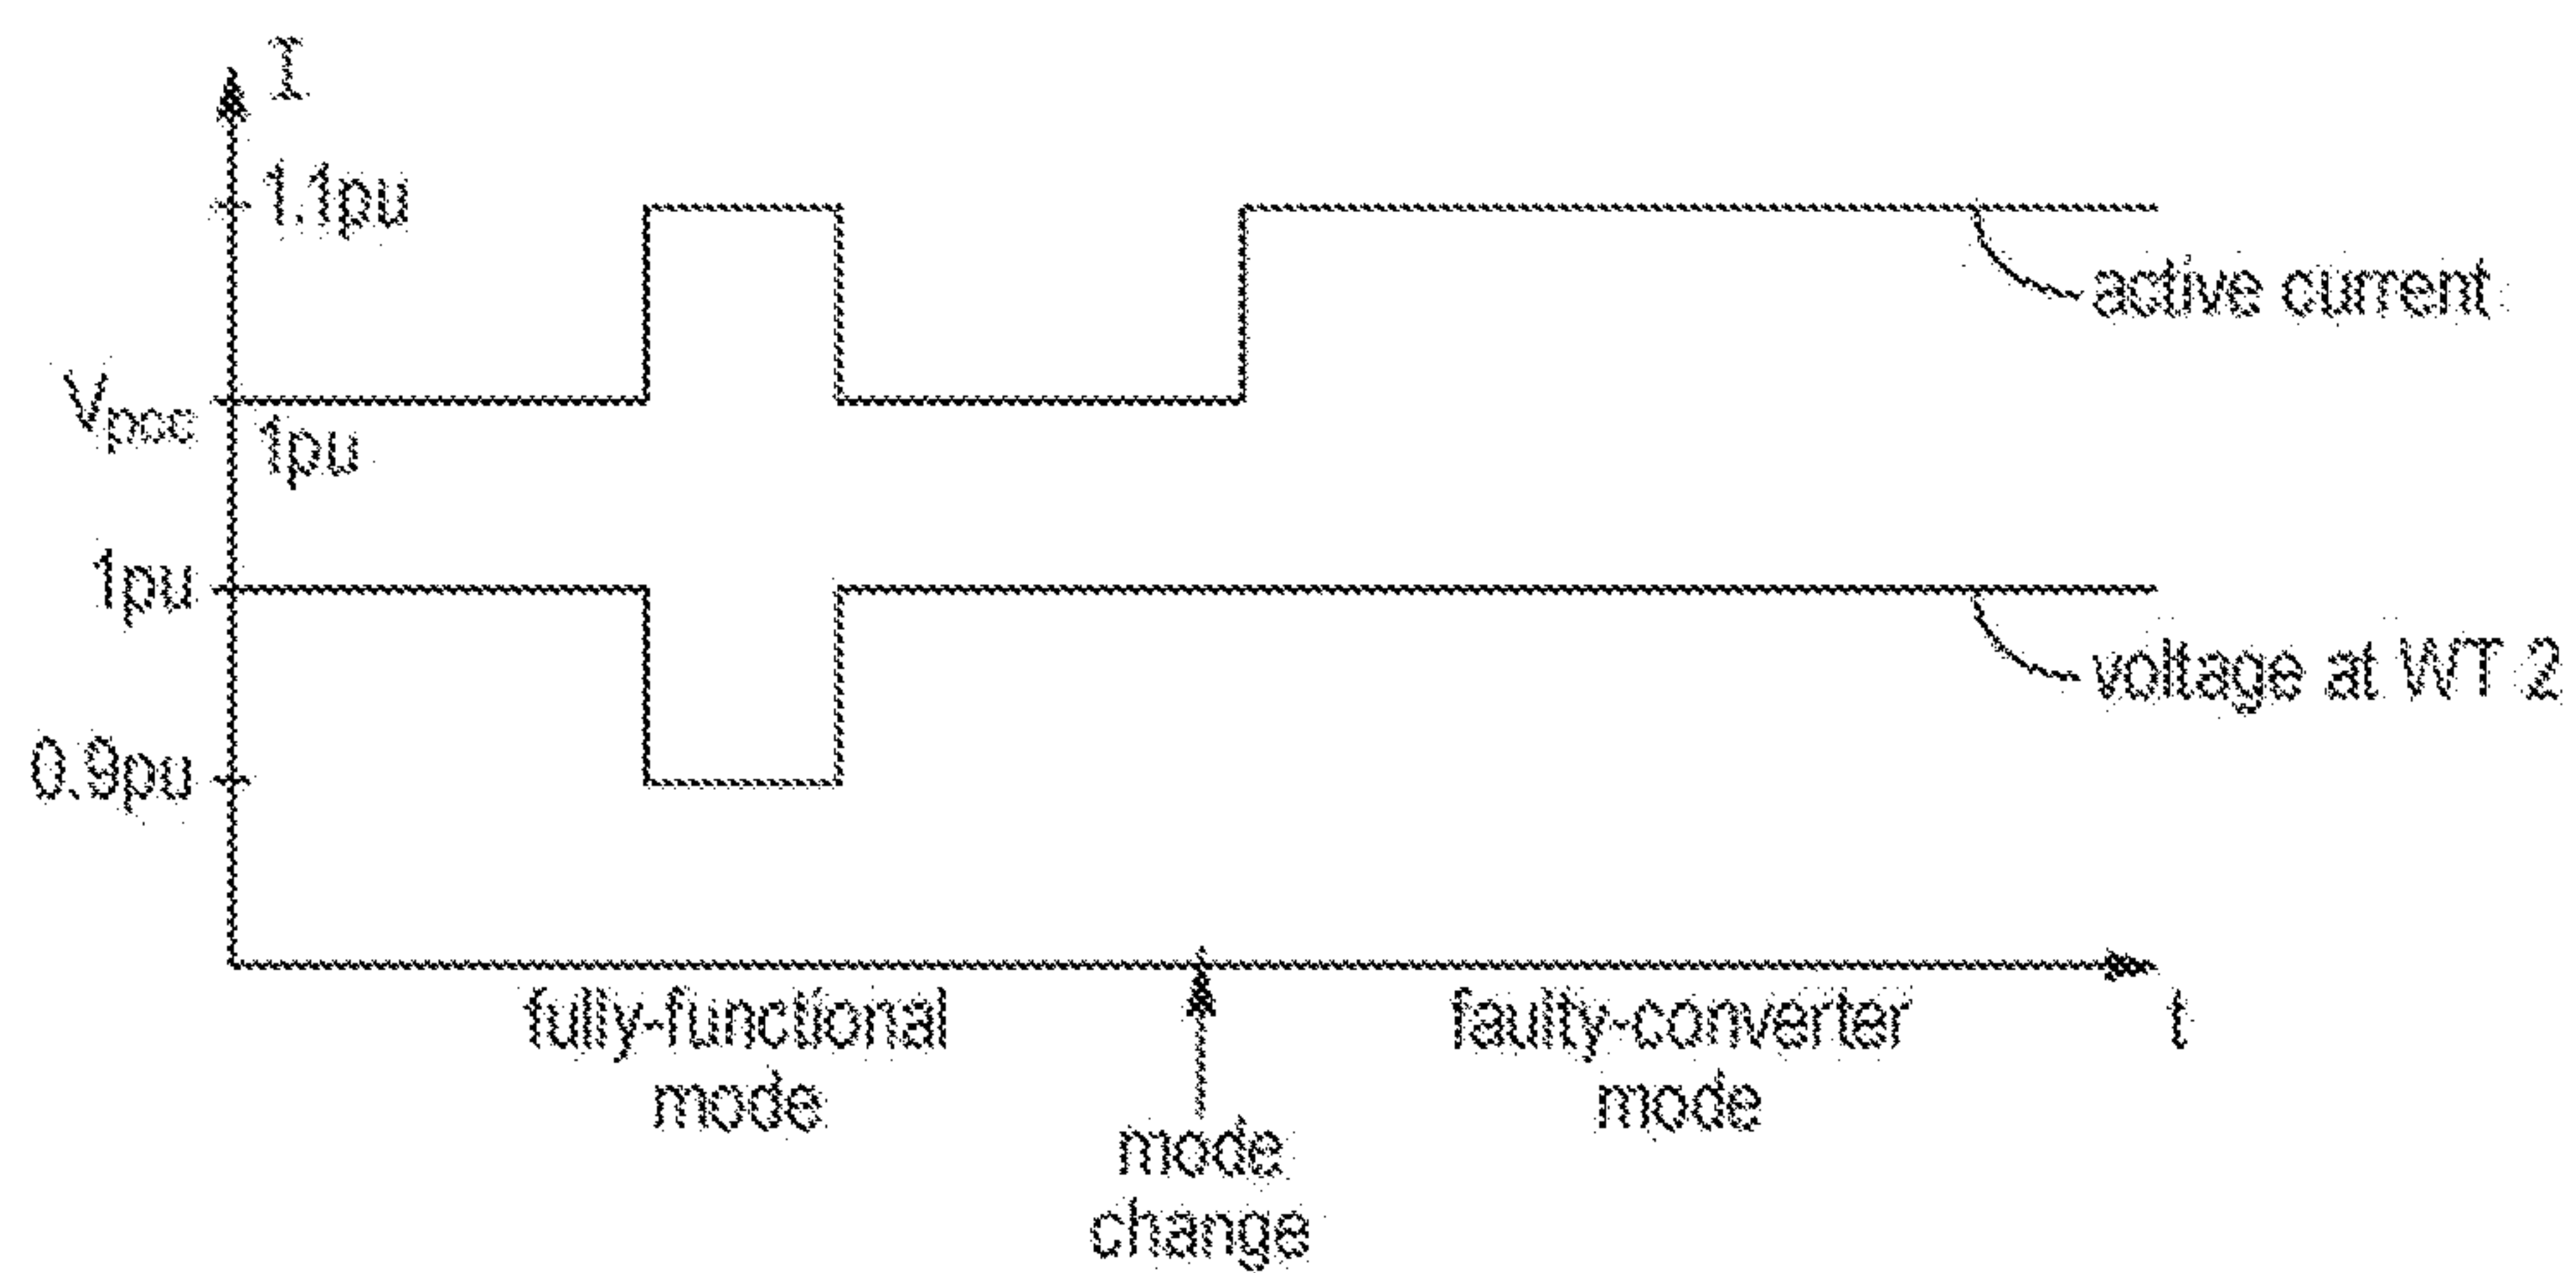 I
1.1pu
Vpcc
1pu
active current
1pu
voltage at WT 2
0.9pu
fully-functional
mode
mode
change
faulty-converter
mode
t